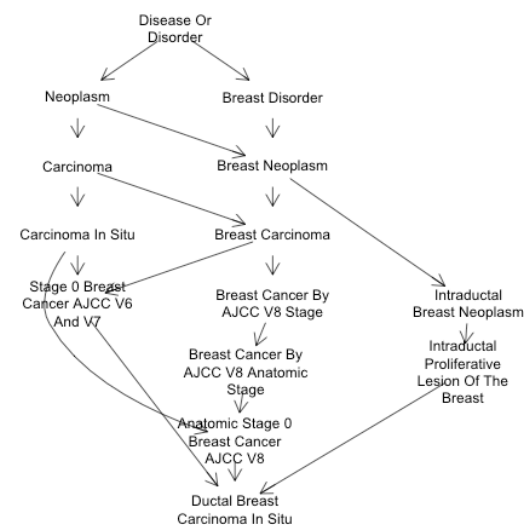 Disease Or
Disorder
Neoplasm
Breast Disorder
Carcinoma
Breast Neoplasm
Carcinoma In Situ
Breast Carcinoma
Stage 0 Breast
Cancer AJCC V6
And V7
Breast Cancer By
AJCC V8 Stage
Intraductal
Breast Neoplasm
Breast Cancer By
AJCC V8 Anatomic
Stage
Intraductal
Proliferative
Lesion Of The
Breast
Anatomic Stage 0
Breast Cancer
AJCC V8
Ductal Breast
Carcinoma In Situ